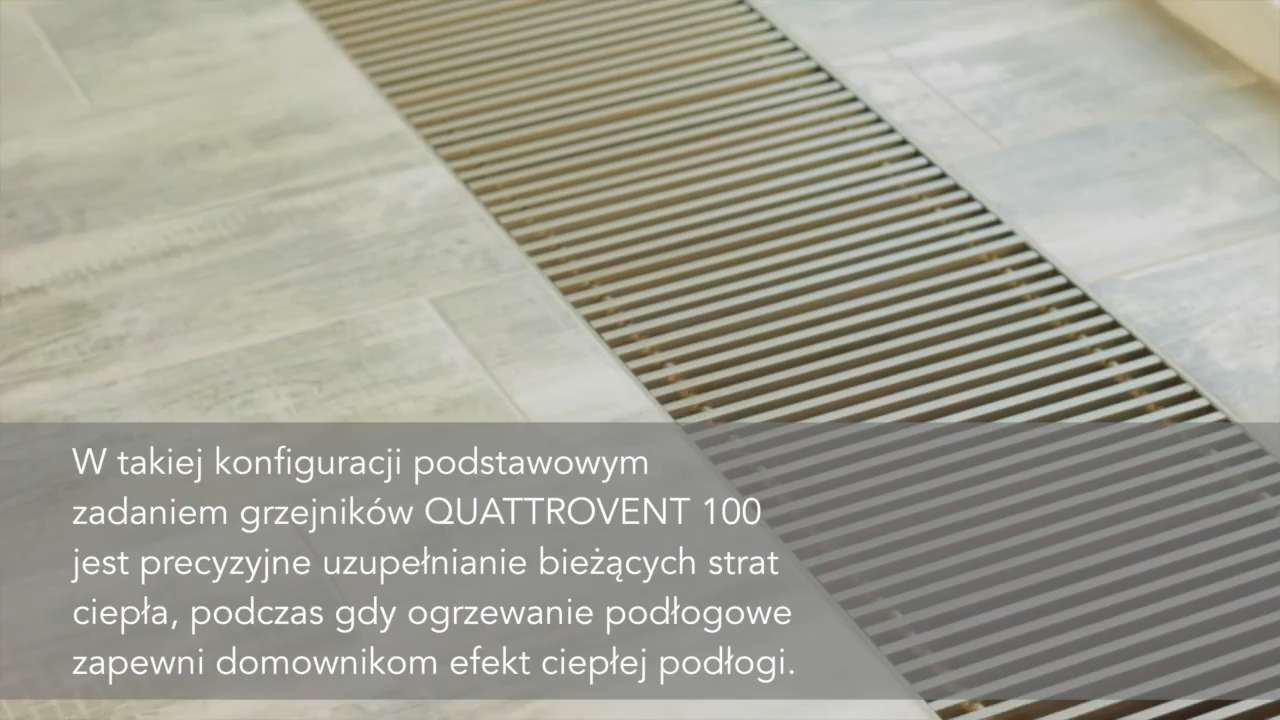 W takiej konfiguracji podstawowym
zadaniem grzejników QUATTROVENT 100
jest precyzyjne uzupełnianie bieżących strat
ciepła, podczas gdy ogrzewanie podłogowe
zapewni domownikom efekt ciepłej podłogi.